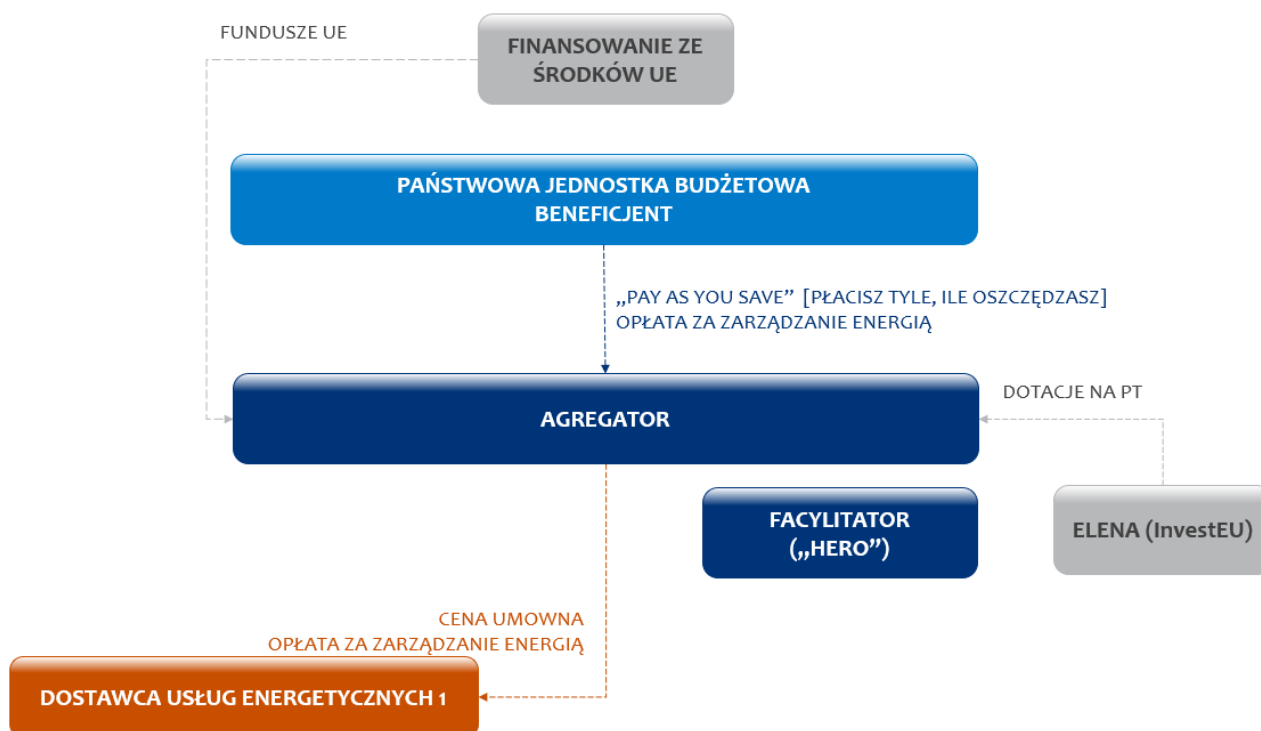 FUNDUSZE UE
FINANSOWANIE ZE
ŚRODKÓW UE
PAŃSTWOWA JEDNOSTKA BUDŻETOWA
BENEFICJENT
„PAY AS YOU SAVE” [PŁACISZ TYLE, ILE OSZCZĘDZASZ]
OPŁATA ZA ZARZĄDZANIE ENERGIĄ
AGREGATOR
DOTACJE NA PT
FACYLITATOR
(„HERO”)
ELENA (InvestEU)
CENA UMOWNA
OPŁATA ZA ZARZĄDZANIE ENERGIĄ
DOSTAWCA USŁUG ENERGETYCZNYCH 1